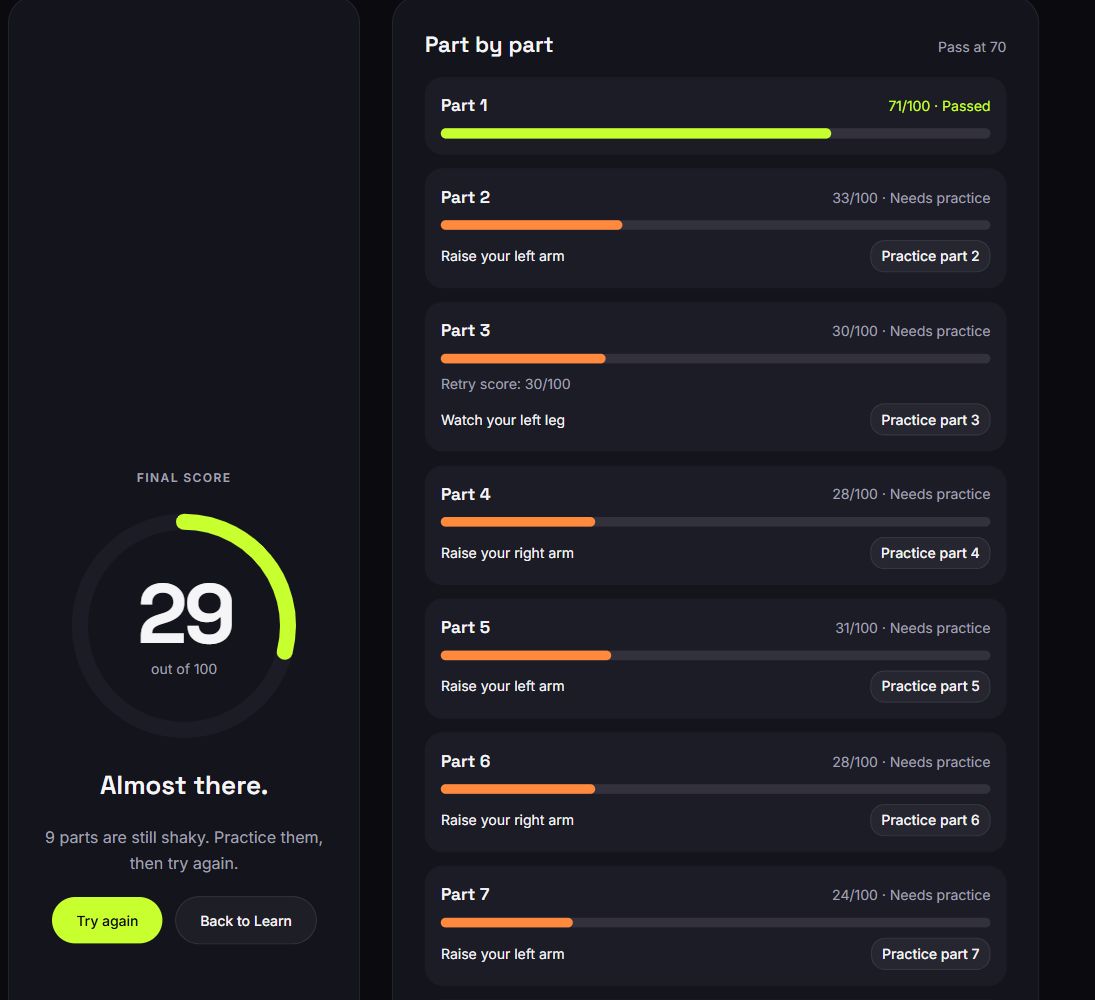 FINAL SCORE
29
out of 100
Almost there.
9 parts are still shaky. Practice them,
then try again.
Try again
Back to Learn
Part by part
Pass at 70
Part 1
71/100 · Passed
Part 2
33/100 · Needs practice
Raise your left arm
Practice part 2
Part 3
30/100 · Needs practice
Retry score: 30/100
Watch your left leg
Practice part 3
Part 4
28/100 · Needs practice
Raise your right arm
Practice part 4
Part 5
31/100 · Needs practice
Raise your left arm
Practice part 5
Part 6
28/100 · Needs practice
Raise your right arm
Practice part 6
Part 7
24/100 · Needs practice
Raise your left arm
Practice part 7